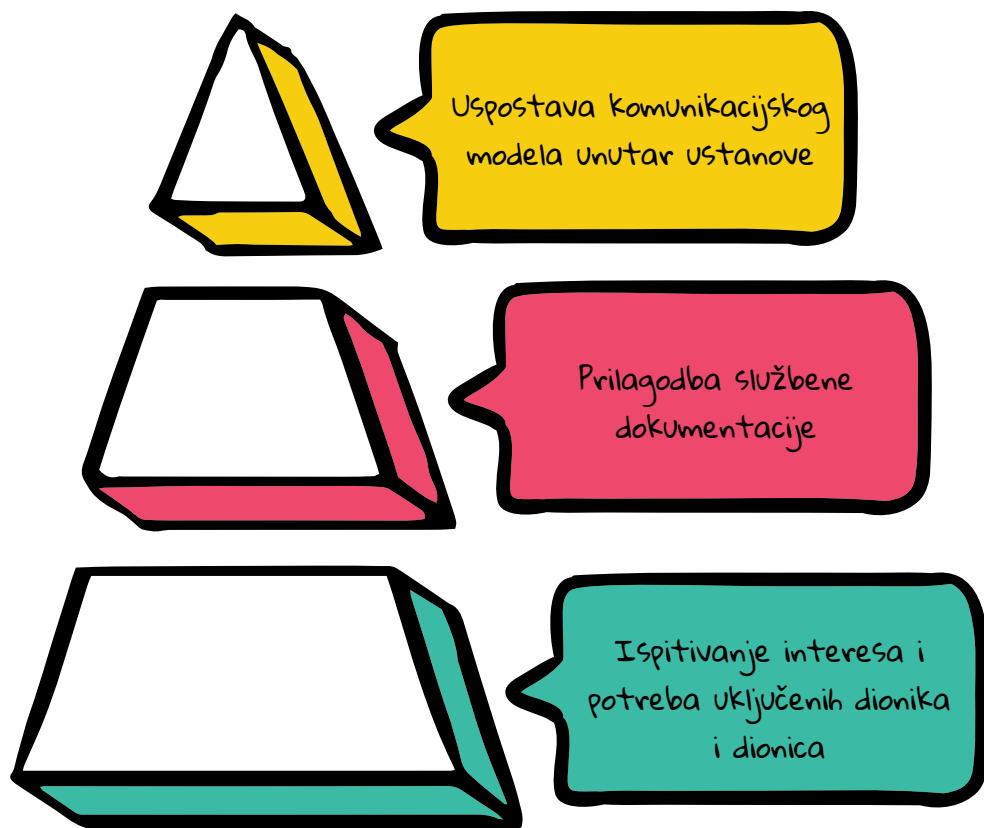 Uspostava komunikacijskog
modela unutar ustanove
Prilagodba službene
dokumentacije
Ispitivanje interesa i
potreba uključenih dionika
i dionica